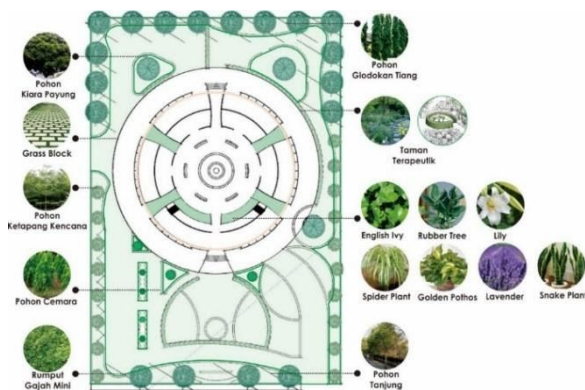 Pohon
Kiara Payung
Grass Block
Pohon
Ketapang Kencana
Pohon Cemara
Rumput
Gajah Mini
Pohon
Glodokan Tiang
Taman
Terapeutik
English Ivy
Rubber Tree
Lily
Spider Plant
Golden Pothos
Lavender
Snake Plant
Pohon
Tanjung